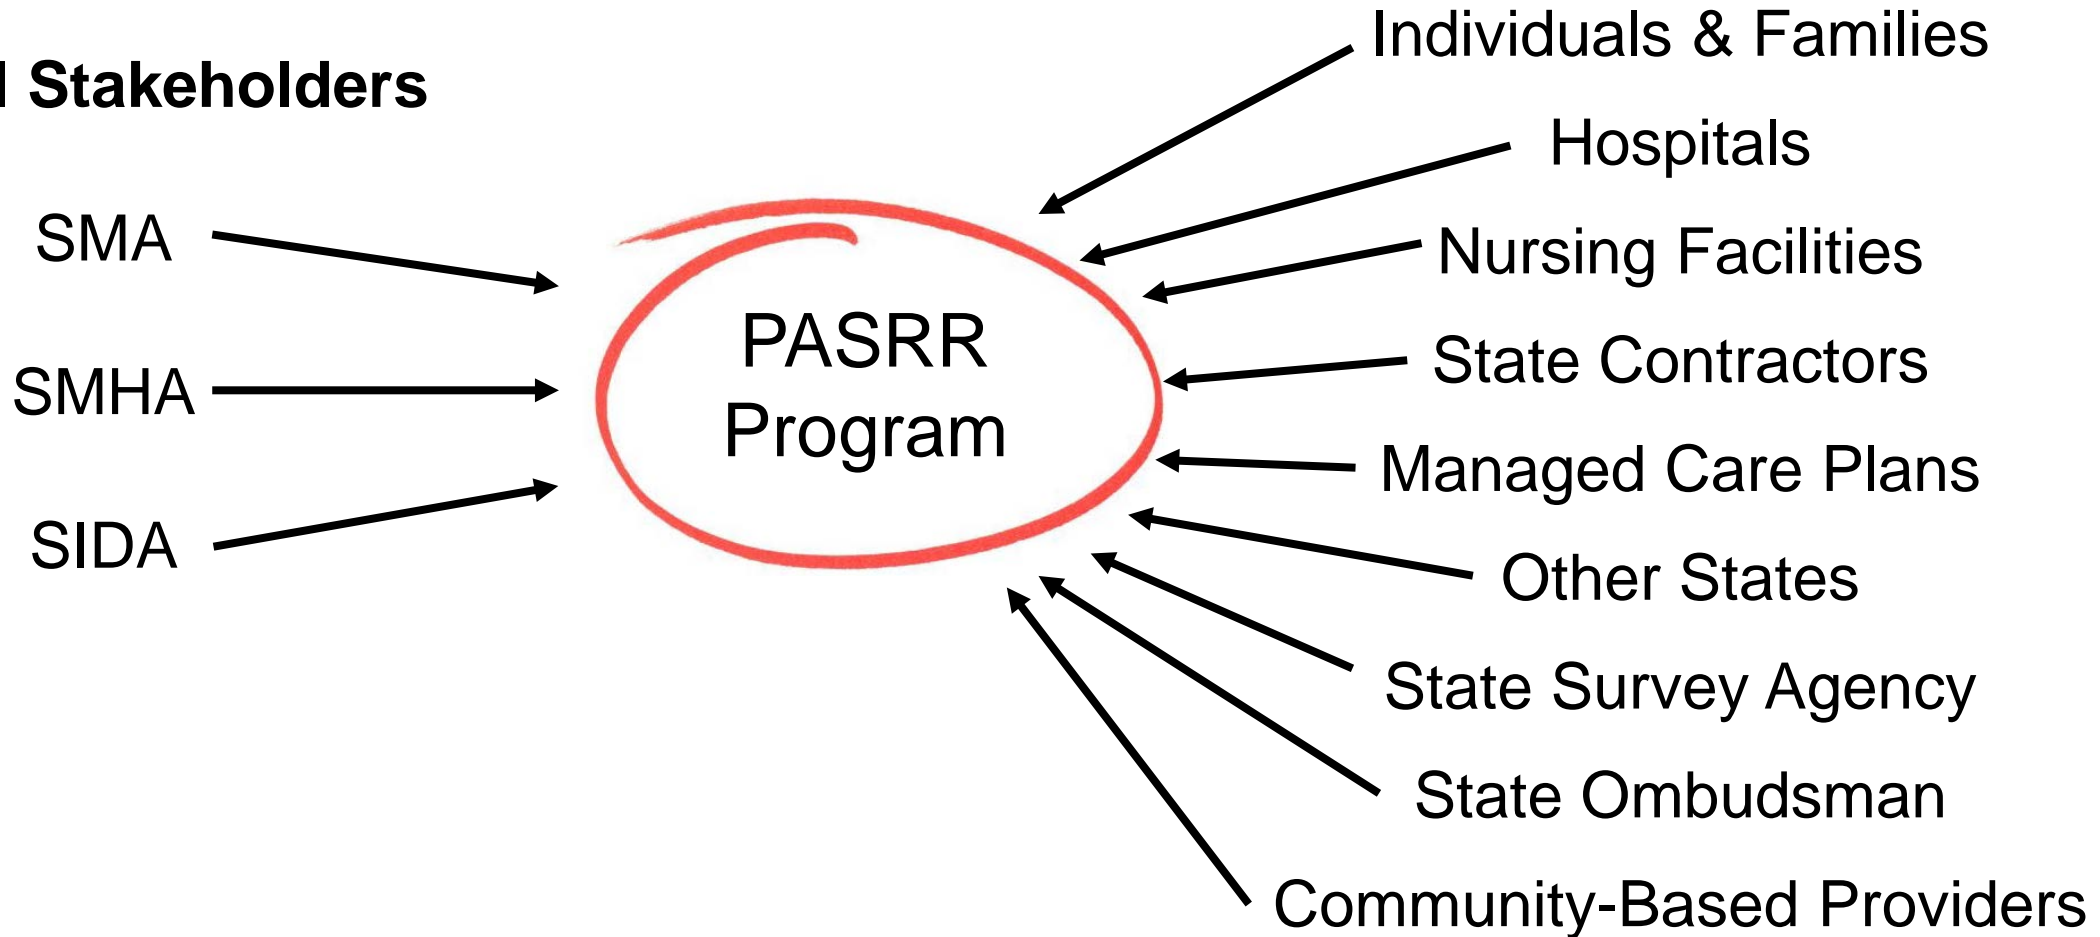 Stakeholders
SMA
SMHA
SIDA
PASRR
Program
Individuals & Families
Hospitals
Nursing Facilities
State Contractors
Managed Care Plans
Other States
State Survey Agency
State Ombudsman
Community-Based Providers